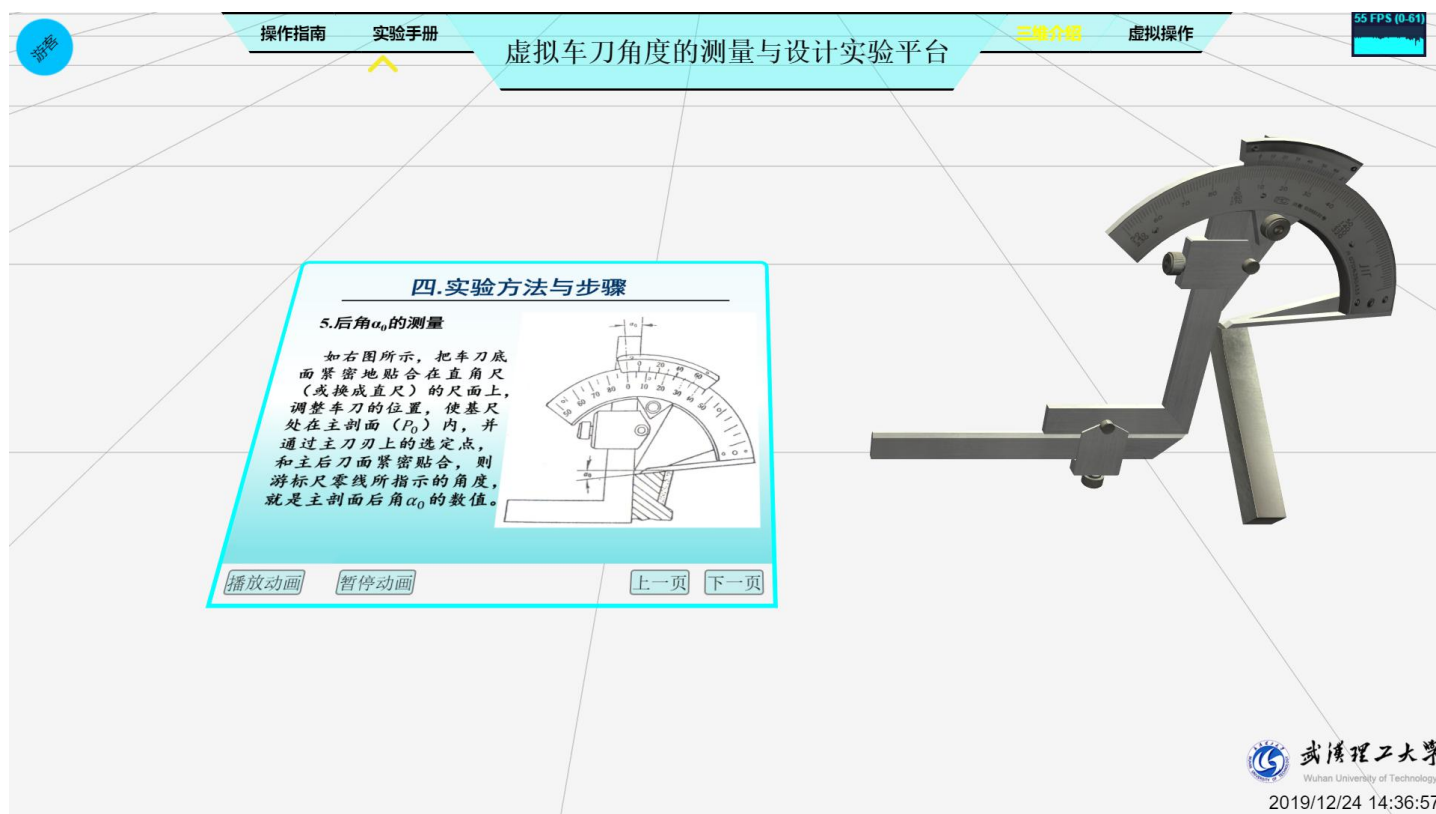 游客
操作指南
实验手册
虚拟车刀角度的测量与设计实验平台
三维介绍
虚拟操作
55 FPS (0-61)
四.实验方法与步骤
5.后角α₀的测量
如右图所示，把车刀底
面紧密地贴合在直角尺
（或换成直尺）的尺面上，
调整车刀的位置，使基尺
处在主剖面（P₀）内，并
通过主刀刃上的选定点，
和主后刀面紧密贴合，则
游标尺零线所指示的角度，
就是主剖面后角α₀的数值。
播放动画
暂停动画
上一页
下一页
武汉理工大学
Wuhan University of Technology
2019/12/24 14:36:57